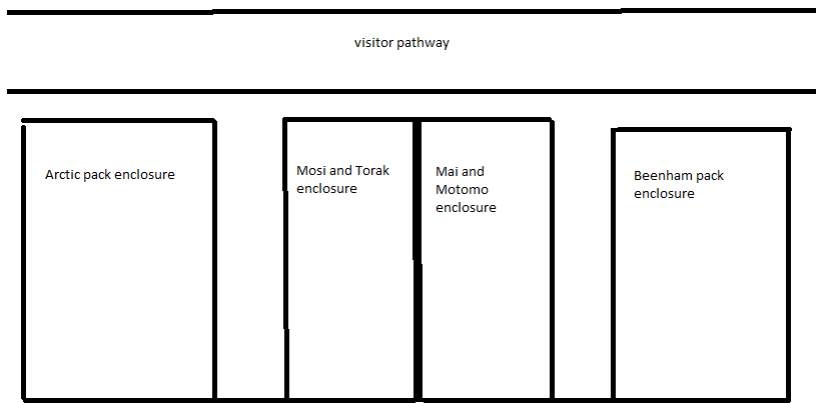 visitor pathway
Arctic pack enclosure
Mosi and Torak
enclosure
Mai and
Motomo
enclosure
Beenham pack
enclosure